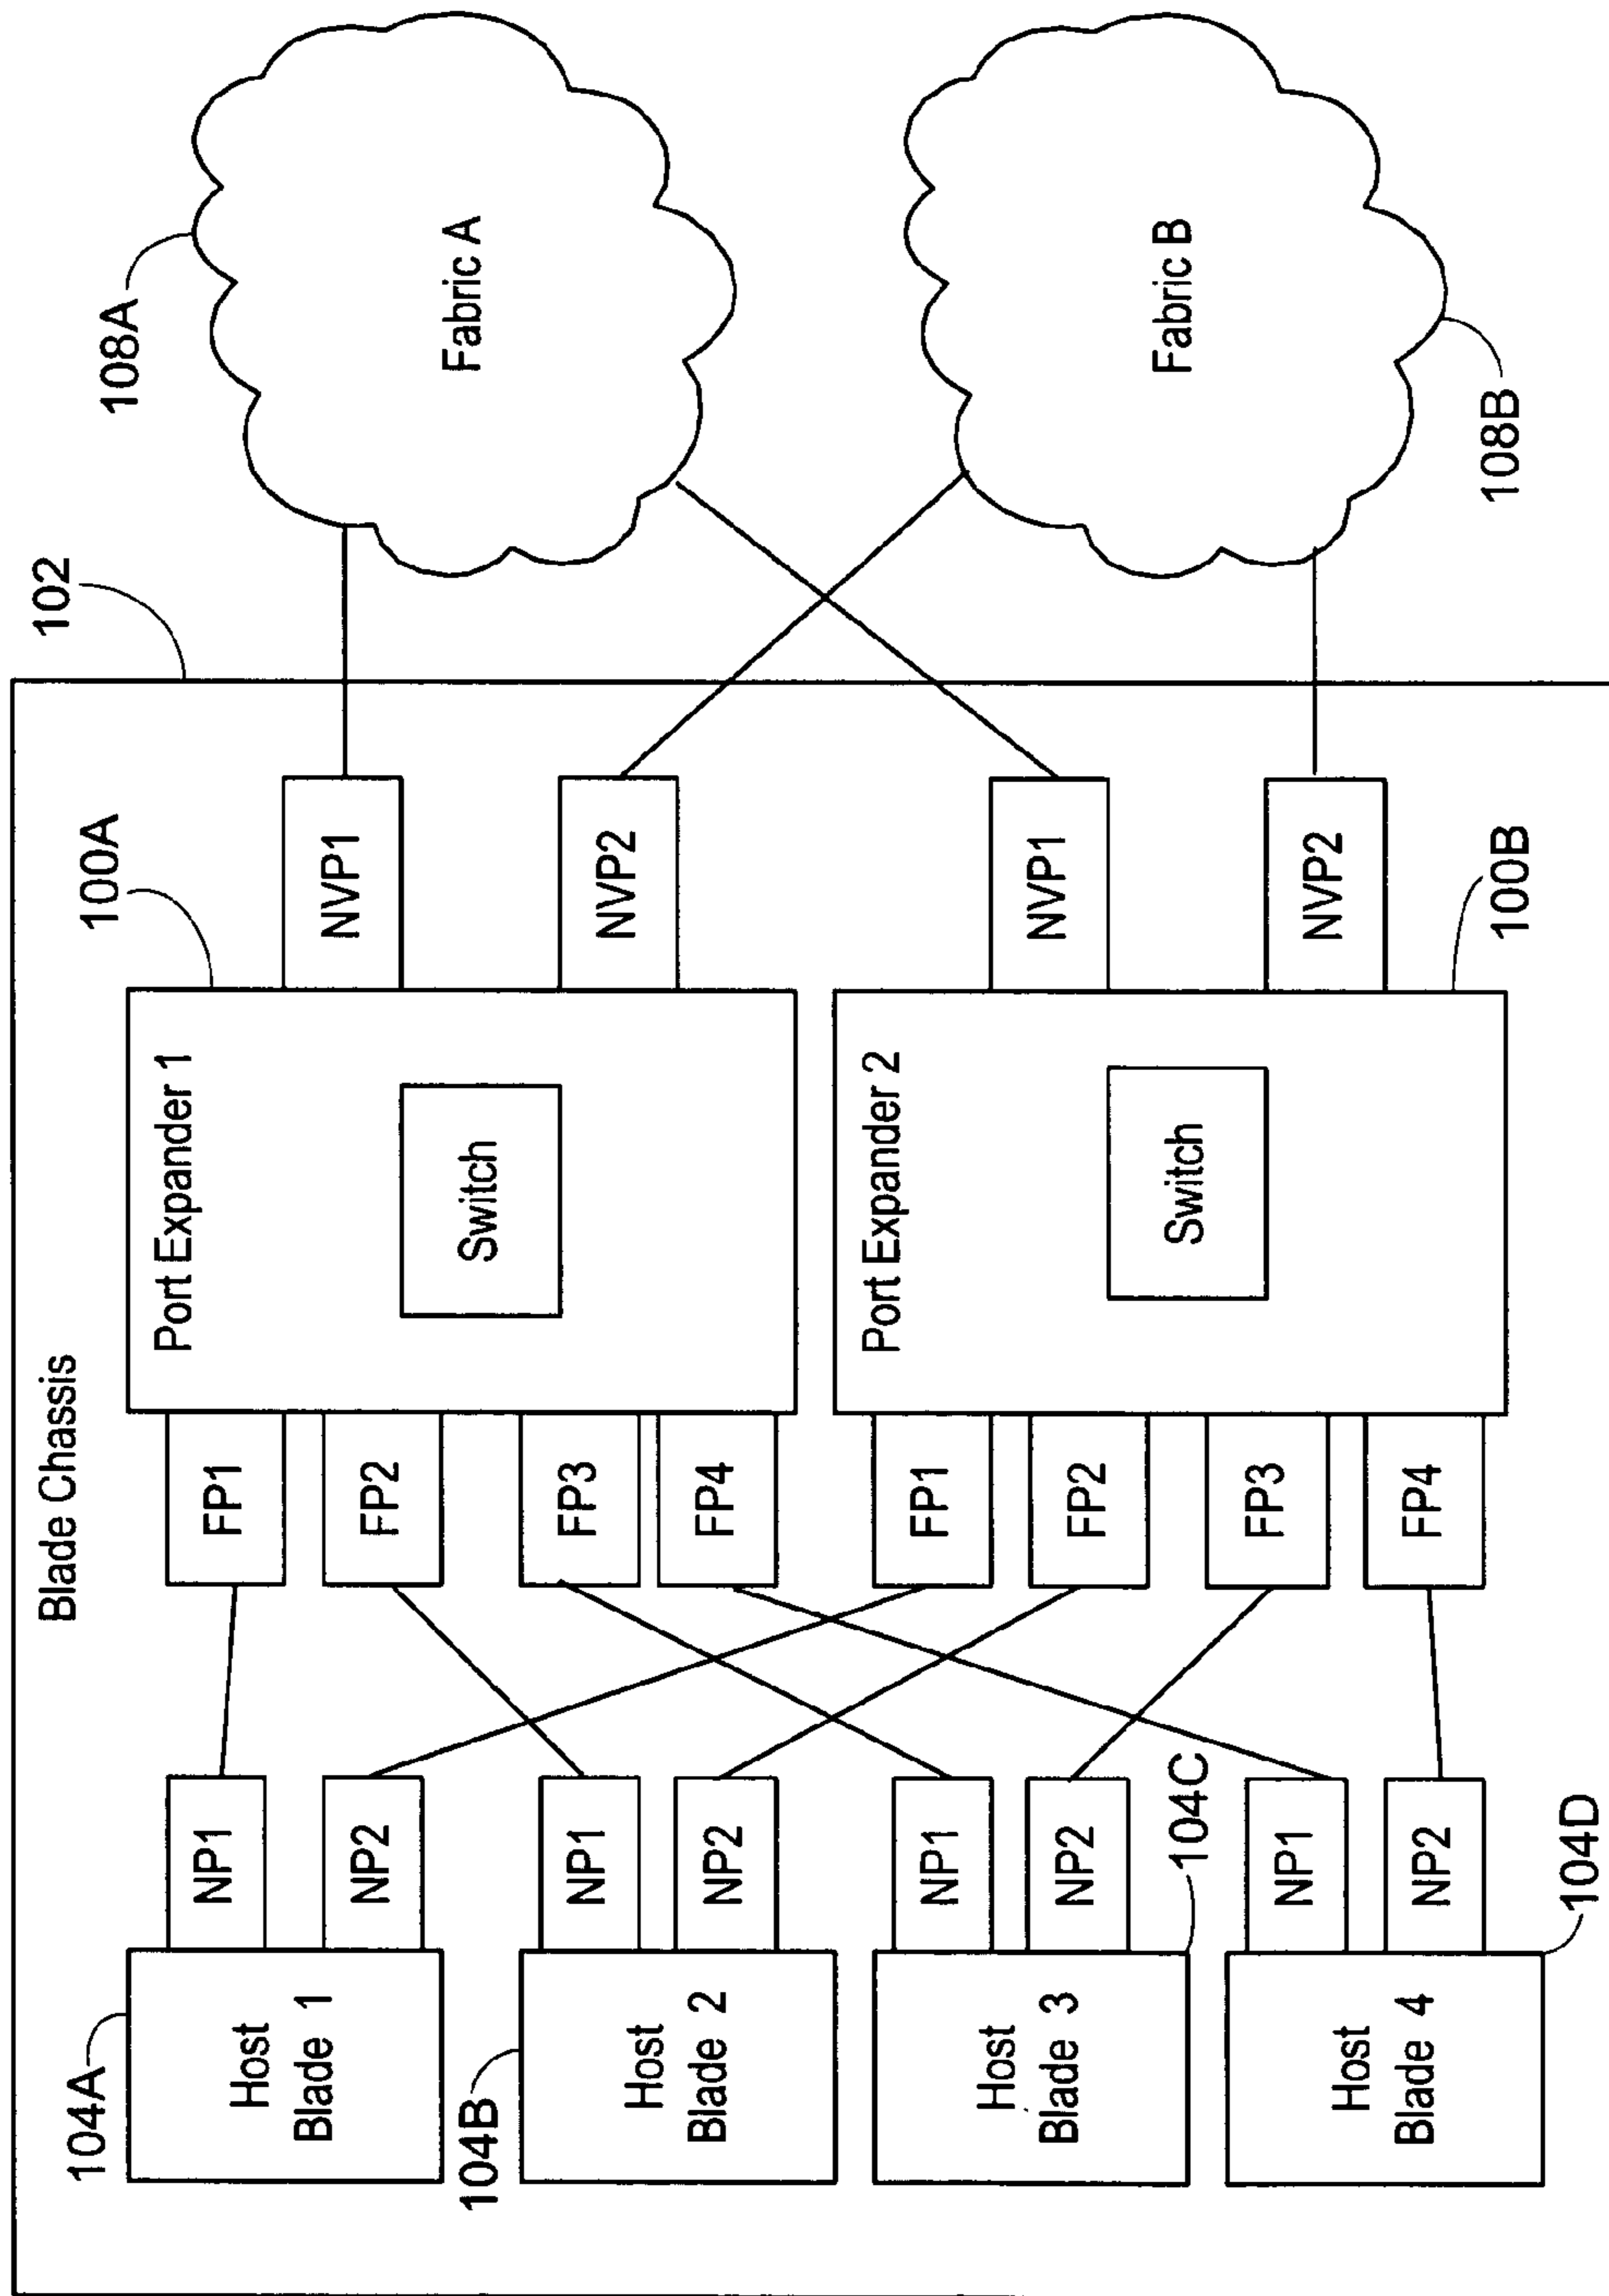 Blade Chassis
102
104A
Host
Blade 1
NP1
NP2
104B
Host
Blade 2
NP1
NP2
Host
Blade 3
NP1
NP2
104C
Host
Blade 4
NP1
NP2
104D
FP1
FP2
FP3
FP4
Port Expander 1
Switch
100A
NVP1
NVP2
FP1
FP2
FP3
FP4
Port Expander 2
Switch
100B
NVP1
NVP2
108A
Fabric A
Fabric B
108B